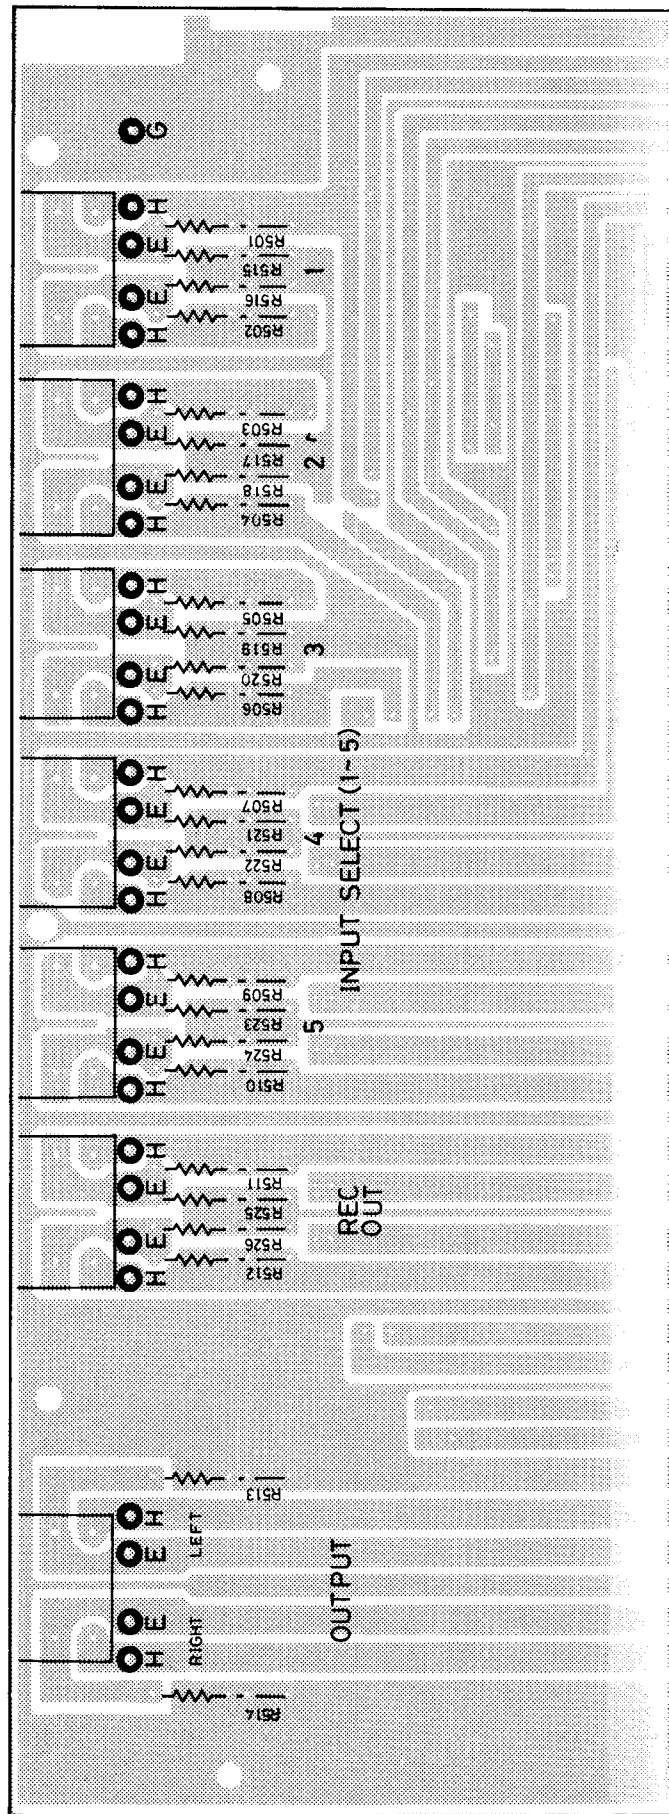 G
H
R501
E
R515
1
E
R516
H
R502
H
R503
E
R517
2
E
R518
H
R504
H
R505
E
R519
3
E
R520
H
R506
INPUT SELECT (1~5)
H
R507
E
R521
4
E
R522
H
R508
H
R509
E
R523
5
E
R524
H
R510
H
R511
E
R525
REC
OUT
E
R526
H
R512
R513
H
LEFT
E
OUTPUT
E
RIGHT
H
R514